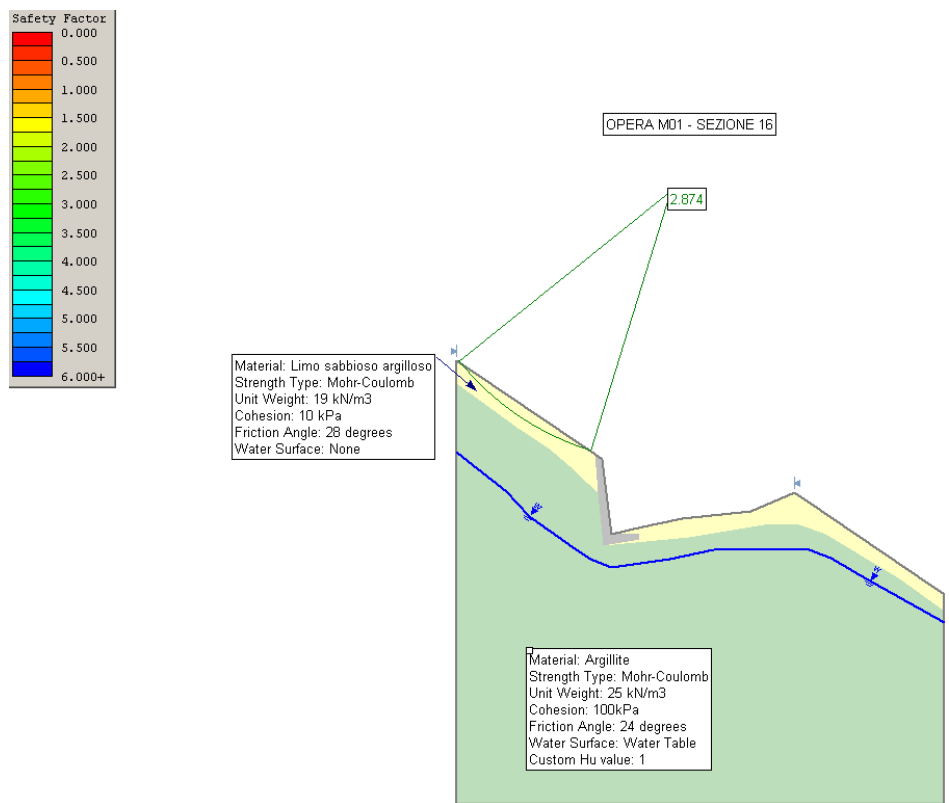 Safety Factor
0.000
0.500
1.000
1.500
2.000
2.500
3.000
3.500
4.000
4.500
5.000
5.500
6.000+
OPERA M01 - SEZIONE 16
2.874
Material: Limo sabbioso argilloso
Strength Type: Mohr-Coulomb
Unit Weight: 19 kN/m3
Cohesion: 10 kPa
Friction Angle: 28 degrees
Water Surface: None
W
W
Material: Argillite
Strength Type: Mohr-Coulomb
Unit Weight: 25 kN/m3
Cohesion: 100kPa
Friction Angle: 24 degrees
Water Surface: Water Table
Custom Hu value: 1